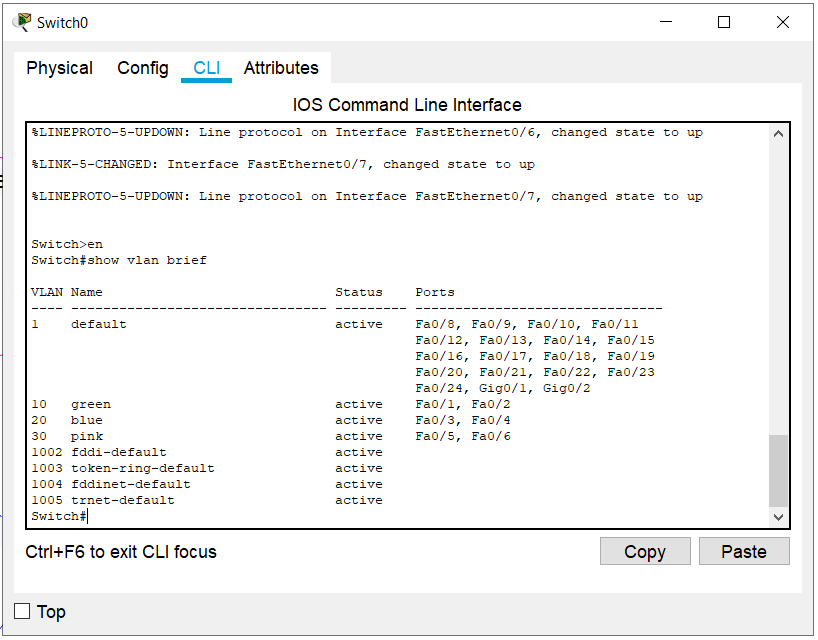 Switch0
Physical Config CLI Attributes
IOS Command Line Interface
%LINEPROTO-5-UPDOWN: Line protocol on Interface FastEthernet0/6, changed state to up
%LINK-5-CHANGED: Interface FastEthernet0/7, changed state to up
%LINEPROTO-5-UPDOWN: Line protocol on Interface FastEthernet0/7, changed state to up
Switch>en
Switch#show vlan brief
VLAN Name                             Status    Ports
---- -------------------------------- --------- -------------------------------
1    default                          active    Fa0/8, Fa0/9, Fa0/10, Fa0/11
                                                Fa0/12, Fa0/13, Fa0/14, Fa0/15
                                                Fa0/16, Fa0/17, Fa0/18, Fa0/19
                                                Fa0/20, Fa0/21, Fa0/22, Fa0/23
                                                Fa0/24, Gig0/1, Gig0/2
10   green                            active    Fa0/1, Fa0/2
20   blue                             active    Fa0/3, Fa0/4
30   pink                             active    Fa0/5, Fa0/6
1002 fddi-default                     active
1003 token-ring-default               active
1004 fddinet-default                  active
1005 trnet-default                    active
Switch#
Ctrl+F6 to exit CLI focus
Copy Paste
Top